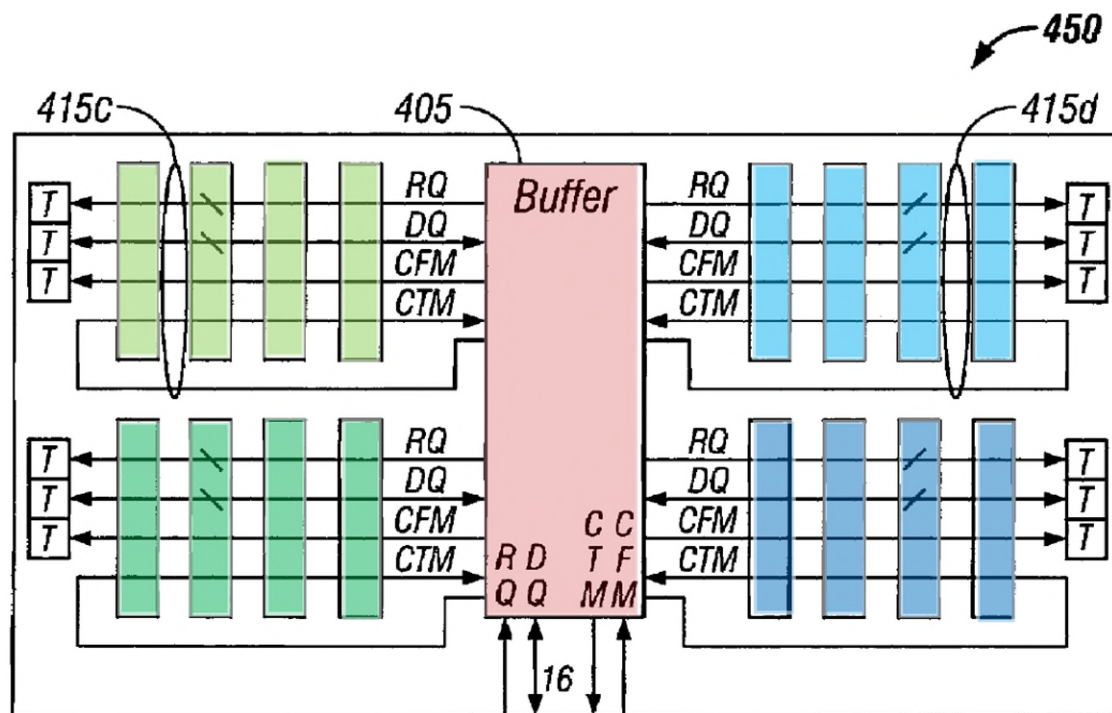 450
415c 405 415d
RQ Buffer RQ
T DQ DQ T
T CFM CFM T
T CTM CTM T
RQ RQ
T DQ DQ T
T CFM C C CFM T
T CTM R D T F CTM T
Q Q M M
16